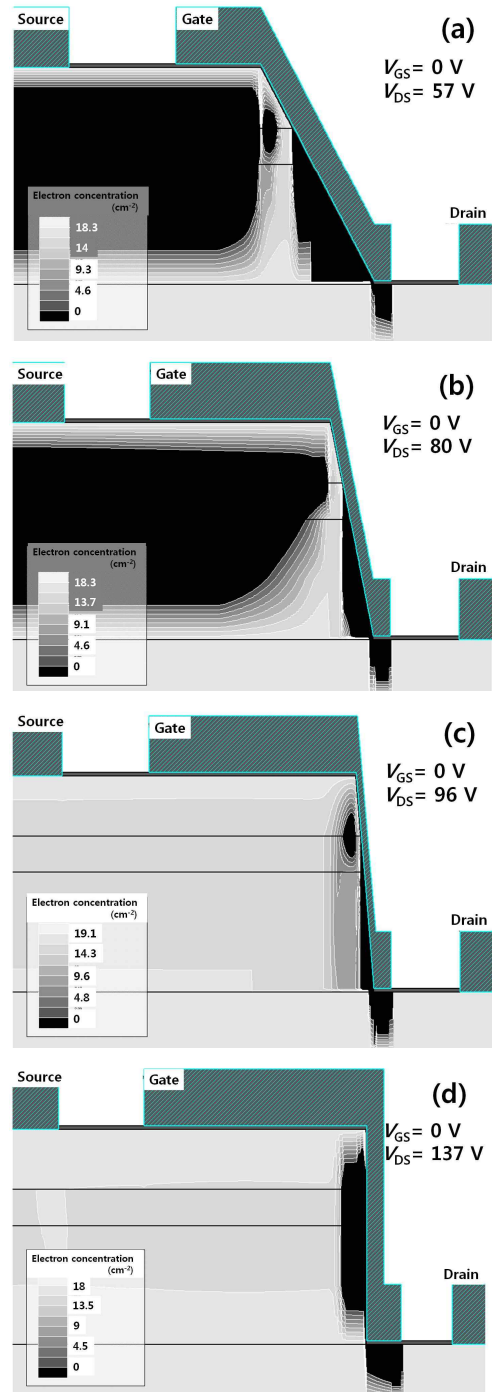 Source
Gate
(a)
VGS= 0 V
VDS= 57 V
Electron concentration
(cm-2)
18.3
14
9.3
4.6
0
Drain
Source
Gate
(b)
VGS= 0 V
VDS= 80 V
Electron concentration
(cm-2)
18.3
13.7
9.1
4.6
0
Drain
Source
Gate
(c)
VGS= 0 V
VDS= 96 V
Electron concentration
(cm-2)
19.1
14.3
9.6
4.8
0
Drain
Source
Gate
(d)
VGS= 0 V
VDS= 137 V
Electron concentration
(cm-2)
18
13.5
9
4.5
0
Drain